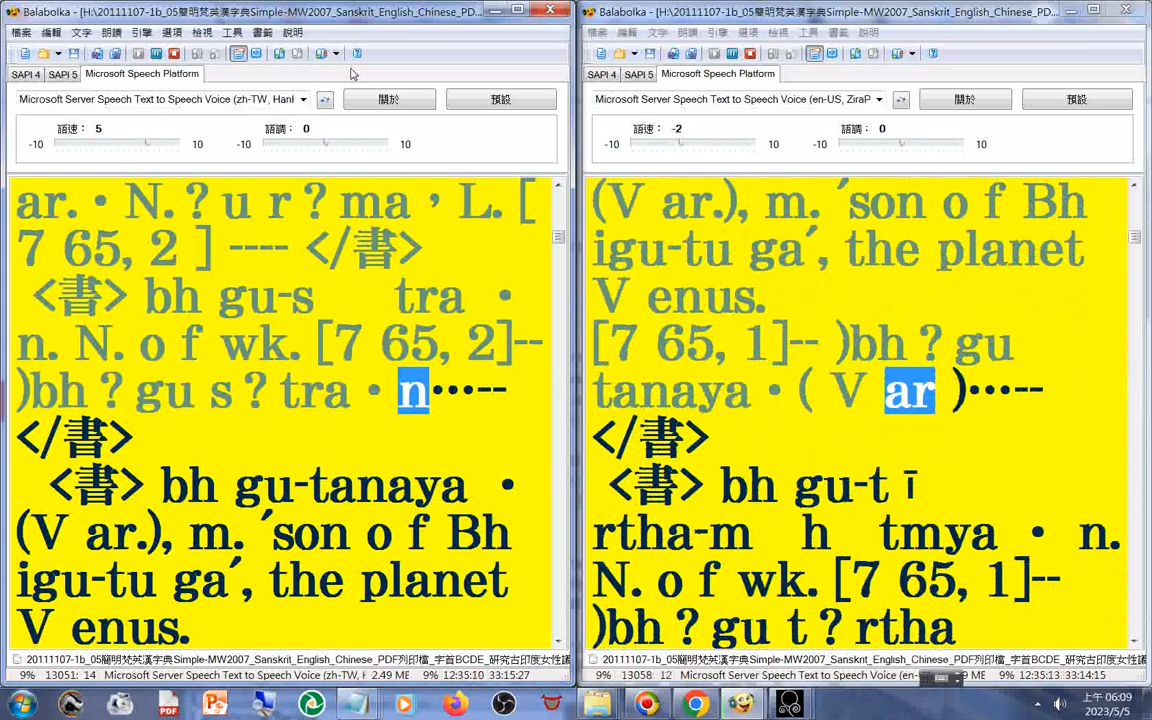 Balabolka - [H:\20111107-1b_05簡明梵英漢字典Simple-MW2007_Sanskrit_English_Chinese_PD...
檔案 編輯 文字 朗讀 引擎 選項 檢視 工具 書籤 說明
SAPI 4 SAPI 5 Microsoft Speech Platform
Microsoft Server Speech Text to Speech Voice (zh-TW, Hanl
關於 預設
語速： 5 語調： 0
-10 10 -10 10
ar. · N. ? u r ? ma，L. [
7 65, 2 ] ---- </書>
<書> bh gu-s tra ·
n. N. o f wk. [7 65, 2]--
)bh ? gu s ? tra · n…--
</書>
<書> bh gu-tanaya ·
(V ar.), m. ´son o f Bh
igu-tu ga´, the planet
V enus.
20111107-1b_05簡明梵英漢字典Simple-MW2007_Sanskrit_English_Chinese_PDF列印檔_字首BCDE_研究古印度女性議
9% 13051: 14 Modified 2.49 ME 9% 12:35:10 33:15:27 Microsoft Server Speech Text to Speech Voice (zh-TW, H
Balabolka - [H:\20111107-1b_05簡明梵英漢字典Simple-MW2007_Sanskrit_English_Chinese_PD...
檔案 編輯 文字 朗讀 引擎 選項 檢視 工具 書籤 說明
SAPI 4 SAPI 5 Microsoft Speech Platform
Microsoft Server Speech Text to Speech Voice (en-US, ZiraP
關於 預設
語速： -2 語調： 0
-10 10 -10 10
(V ar.), m. ´son o f Bh
igu-tu ga´, the planet
V enus.
[7 65, 1]-- )bh ? gu
tanaya · ( V ar )…--
</書>
<書> bh gu-t ī
rtha-m h tmya · n.
N. o f wk. [7 65, 1]--
)bh ? gu t ? rtha
20111107-1b_05簡明梵英漢字典Simple-MW2007_Sanskrit_English_Chinese_PDF列印檔_字首BCDE_研究古印度女性議
9% 13058: 12 9% 12:35:13 33:14:15 Microsoft Server Speech Text to Speech Voice (en-US, Z
上午 06:09
2023/5/5